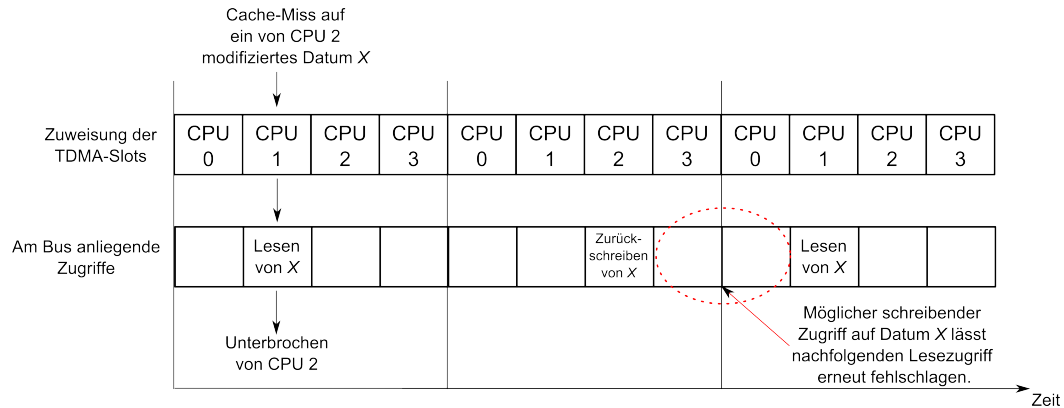 Cache-Miss auf
ein von CPU 2
modifiziertes Datum X
Zuweisung der
TDMA-Slots
CPU 0 CPU 1 CPU 2 CPU 3 CPU 0 CPU 1 CPU 2 CPU 3 CPU 0 CPU 1 CPU 2 CPU 3
Am Bus anliegende
Zugriffe
Lesen
von X
Zurück-
schreiben
von X
Lesen
von X
Unterbrochen
von CPU 2
Möglicher schreibender
Zugriff auf Datum X lässt
nachfolgenden Lesezugriff
erneut fehlschlagen.
Zeit